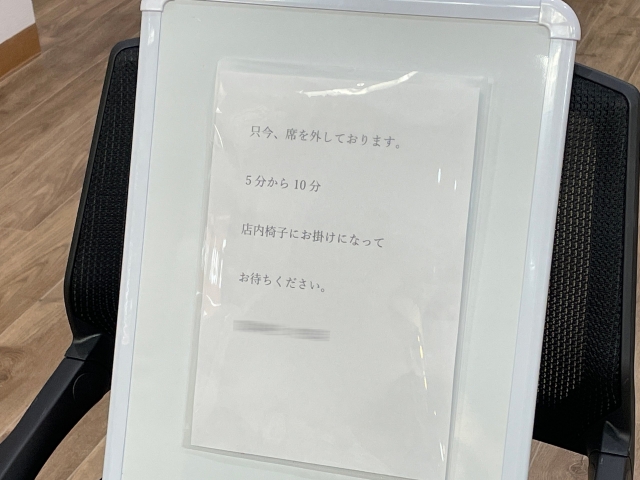 只今、席を外しております。
5分から10分
店内椅子にお掛けになって
お待ちください。